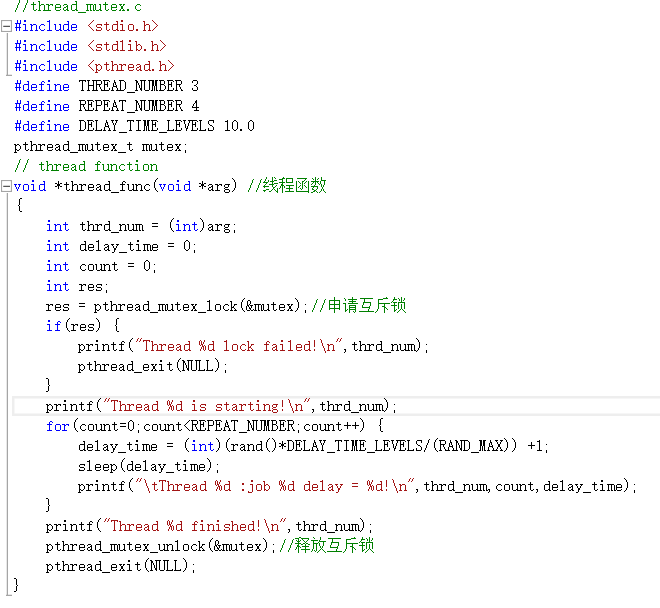 //thread_mutex.c
#include <stdio.h>
#include <stdlib.h>
#include <pthread.h>
#define THREAD_NUMBER 3
#define REPEAT_NUMBER 4
#define DELAY_TIME_LEVELS 10.0
pthread_mutex_t mutex;
// thread function
void *thread_func(void *arg) //线程函数
{
    int thrd_num = (int)arg;
    int delay_time = 0;
    int count = 0;
    int res;
    res = pthread_mutex_lock(&mutex);//申请互斥锁
    if(res) {
        printf("Thread %d lock failed!\n",thrd_num);
        pthread_exit(NULL);
    }
    printf("Thread %d is starting!\n",thrd_num);
    for(count=0;count<REPEAT_NUMBER;count++) {
        delay_time = (int)(rand()*DELAY_TIME_LEVELS/(RAND_MAX)) +1;
        sleep(delay_time);
        printf("\tThread %d :job %d delay = %d!\n",thrd_num,count,delay_time);
    }
    printf("Thread %d finished!\n",thrd_num);
    pthread_mutex_unlock(&mutex);//释放互斥锁
    pthread_exit(NULL);
}